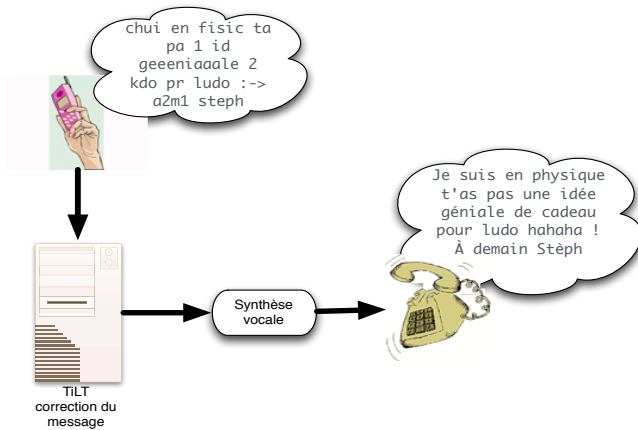 chui en fisic ta
pa 1 id
geeeniaaale 2
kdo pr ludo :->
a2m1 steph
Je suis en physique
t'as pas une idée
géniale de cadeau
pour ludo hahaha !
À demain Stèph
Synthèse
vocale
TiLT
correction du
message